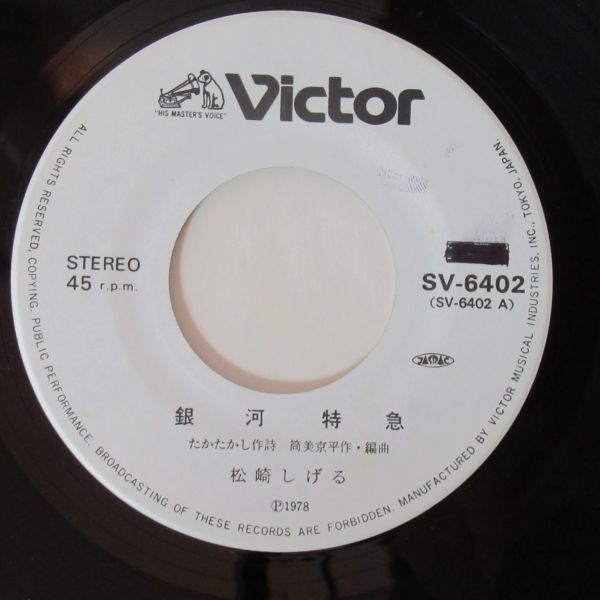 "HIS MASTER'S VOICE"
Victor
STEREO
45 r.p.m.
SV-6402
(SV-6402 A)
JASRAC
銀河特急
たかたかし作詩 筒美京平作・編曲
松崎しげる
Ⓟ1978
ALL RIGHTS RESERVED. COPYING, PUBLIC PERFORMANCE, BROADCASTING OF THESE RECORDS ARE FORBIDDEN. MANUFACTURED BY VICTOR MUSICAL INDUSTRIES, INC., TOKYO, JAPAN.